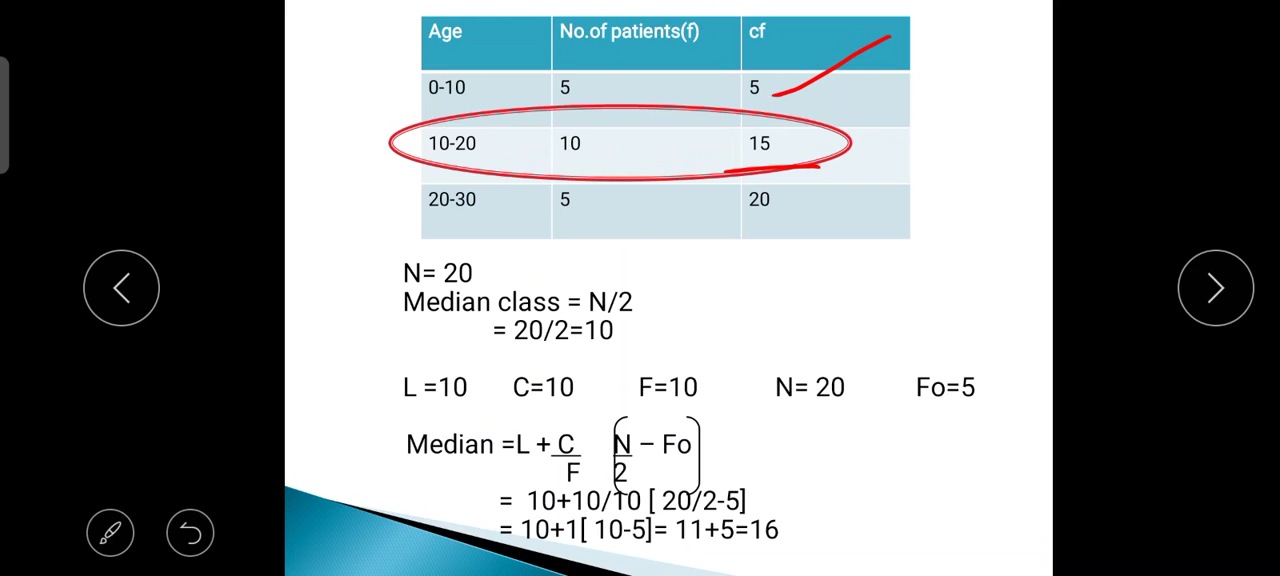 Age No.of patients(f) cf
0-10 5 5
10-20 10 15
20-30 5 20
N= 20
Median class = N/2
= 20/2=10
L =10 C=10 F=10 N= 20 Fo=5
Median =L + C N – Fo
F 2
= 10+10/10 [ 20/2-5]
= 10+1[ 10-5]= 11+5=16